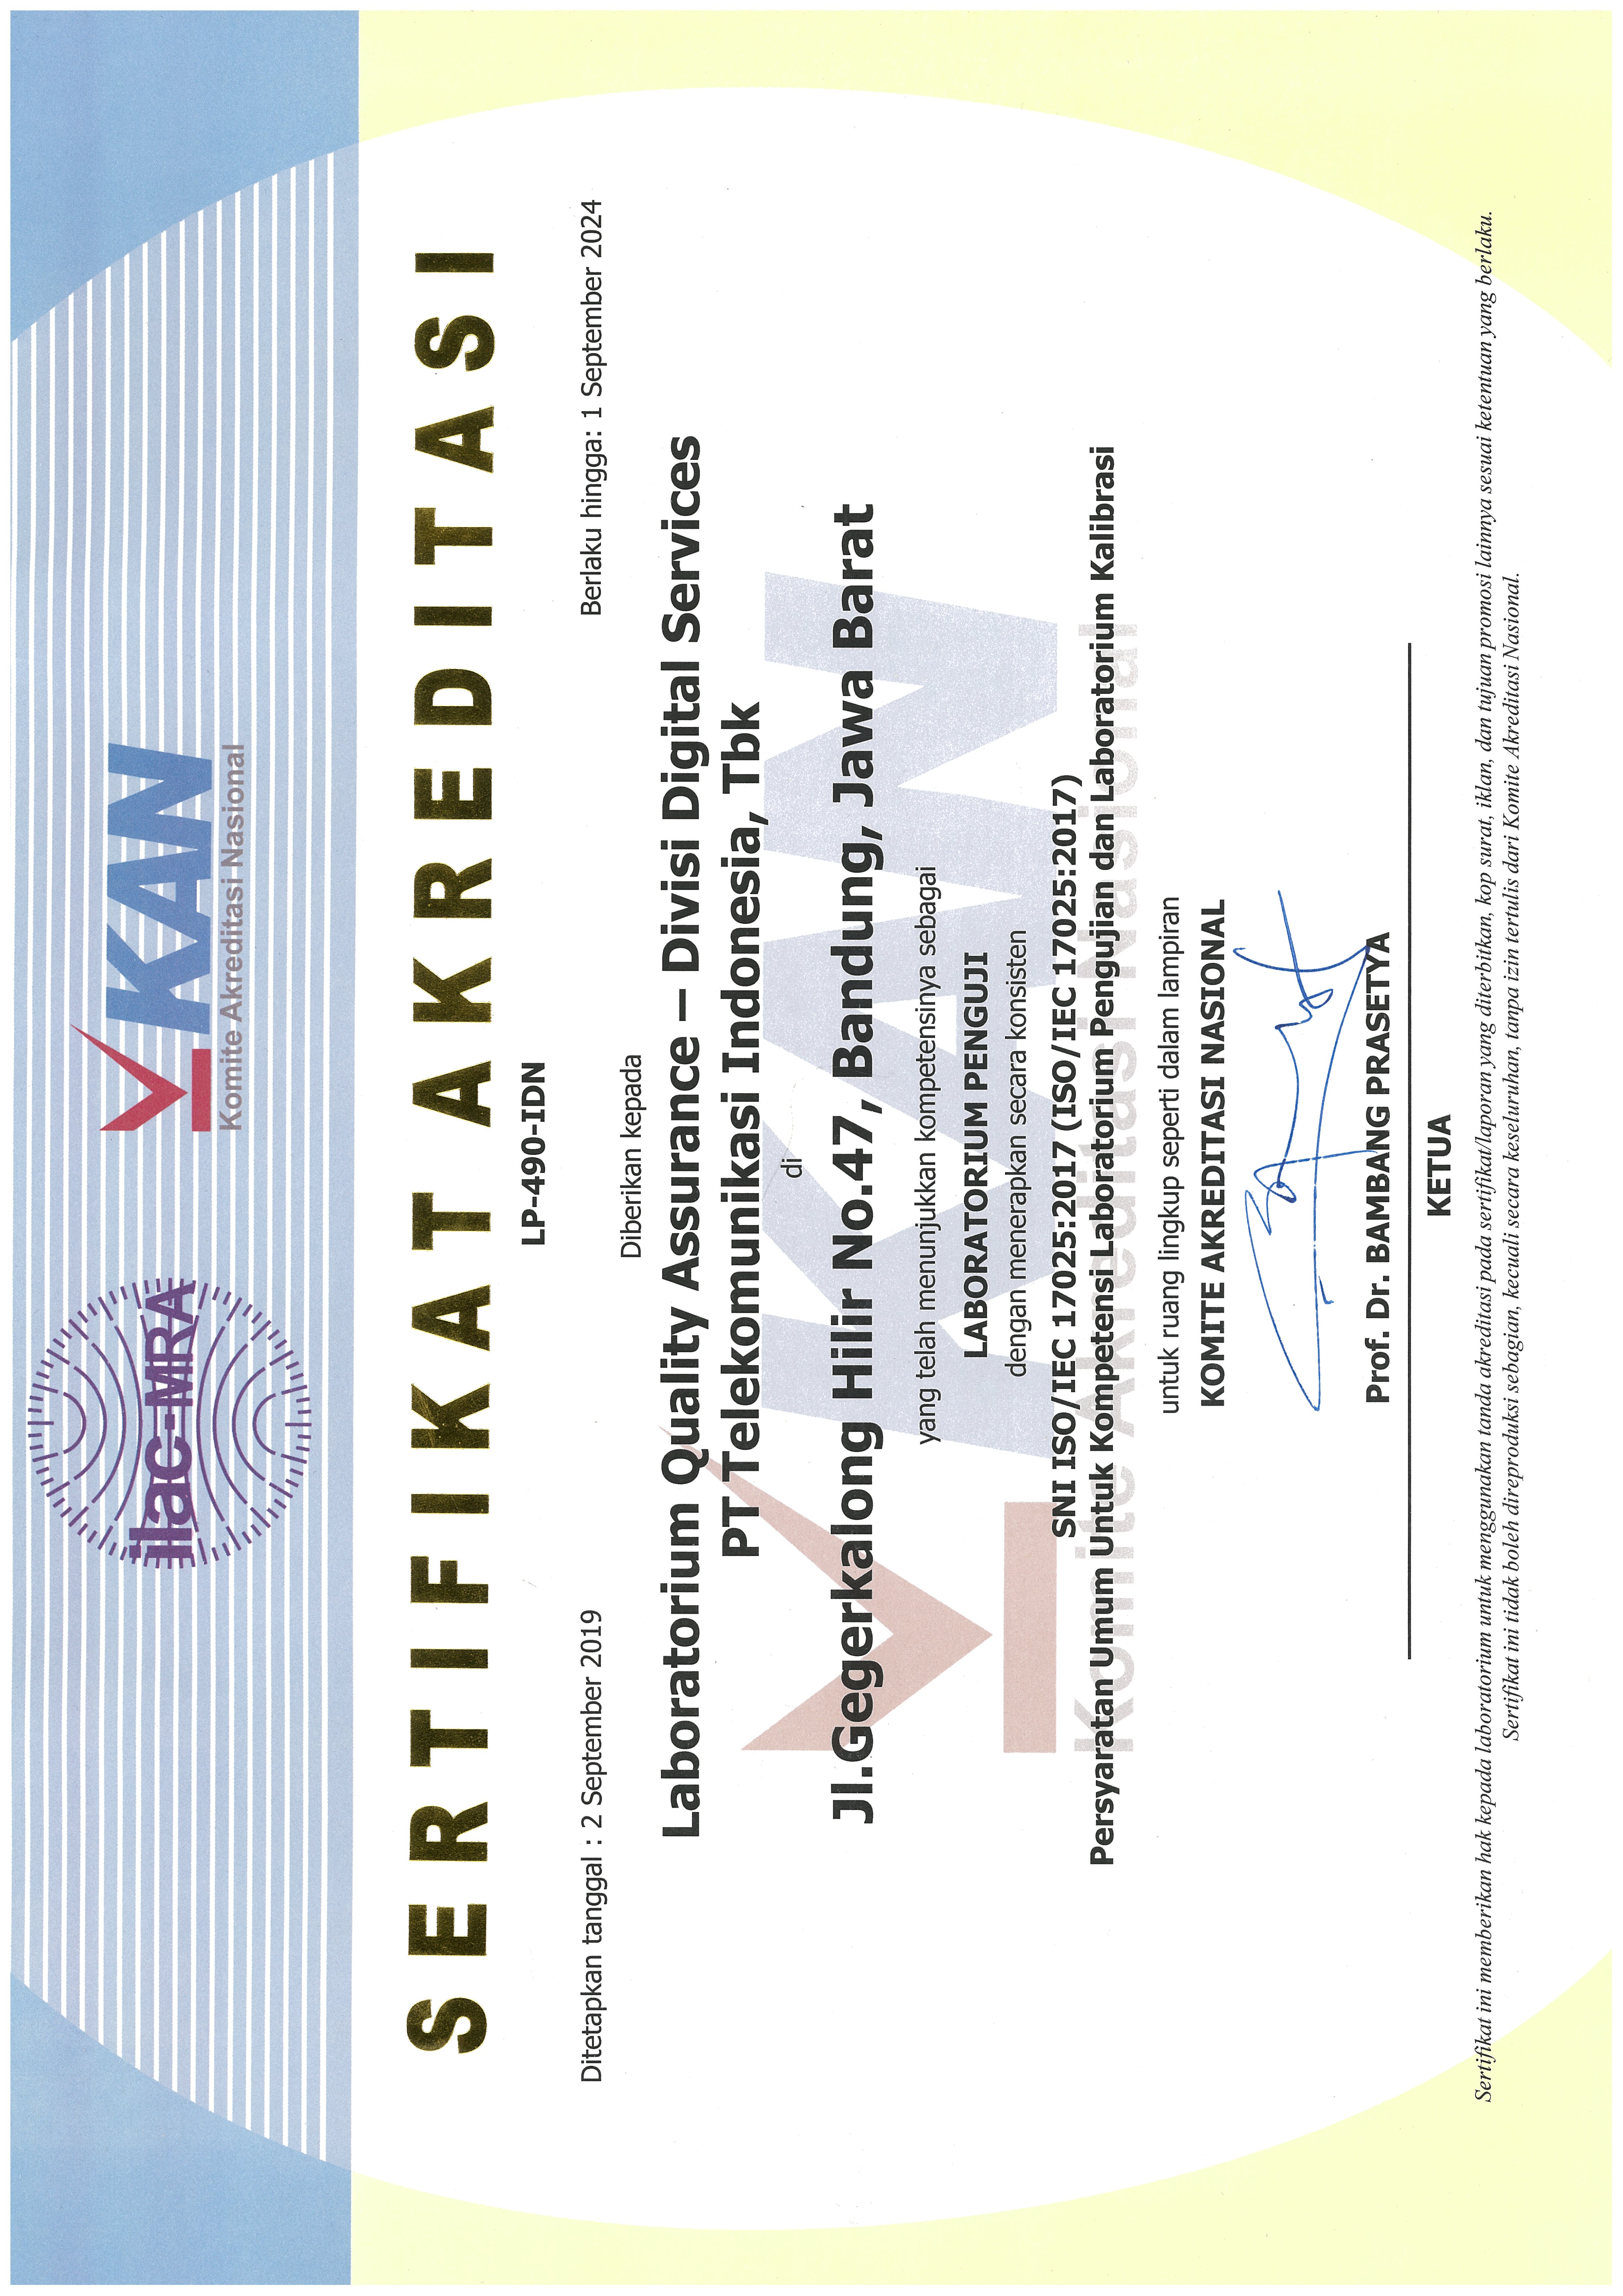 ilac-MRA
KAN
Komite Akreditasi Nasional
SERTIFIKAT AKREDITASI
LP-490-IDN
Ditetapkan tanggal : 2 September 2019
Berlaku hingga: 1 September 2024
Diberikan kepada
Laboratorium Quality Assurance – Divisi Digital Services
PT Telekomunikasi Indonesia, Tbk
di
Jl.Gegerkalong Hilir No.47, Bandung, Jawa Barat
yang telah menunjukkan kompetensinya sebagai
LABORATORIUM PENGUJI
dengan menerapkan secara konsisten
SNI ISO/IEC 17025:2017 (ISO/IEC 17025:2017)
Persyaratan Umum Untuk Kompetensi Laboratorium Pengujian dan Laboratorium Kalibrasi
KAN
Komite Akreditasi Nasional
untuk ruang lingkup seperti dalam lampiran
KOMITE AKREDITASI NASIONAL
Prof. Dr. BAMBANG PRASETYA
KETUA
Sertifikat ini memberikan hak kepada laboratorium untuk menggunakan tanda akreditasi pada sertifikat/laporan yang diterbitkan, kop surat, iklan, dan tujuan promosi lainnya sesuai ketentuan yang berlaku.
Sertifikat ini tidak boleh direproduksi sebagian, kecuali secara keseluruhan, tanpa izin tertulis dari Komite Akreditasi Nasional.